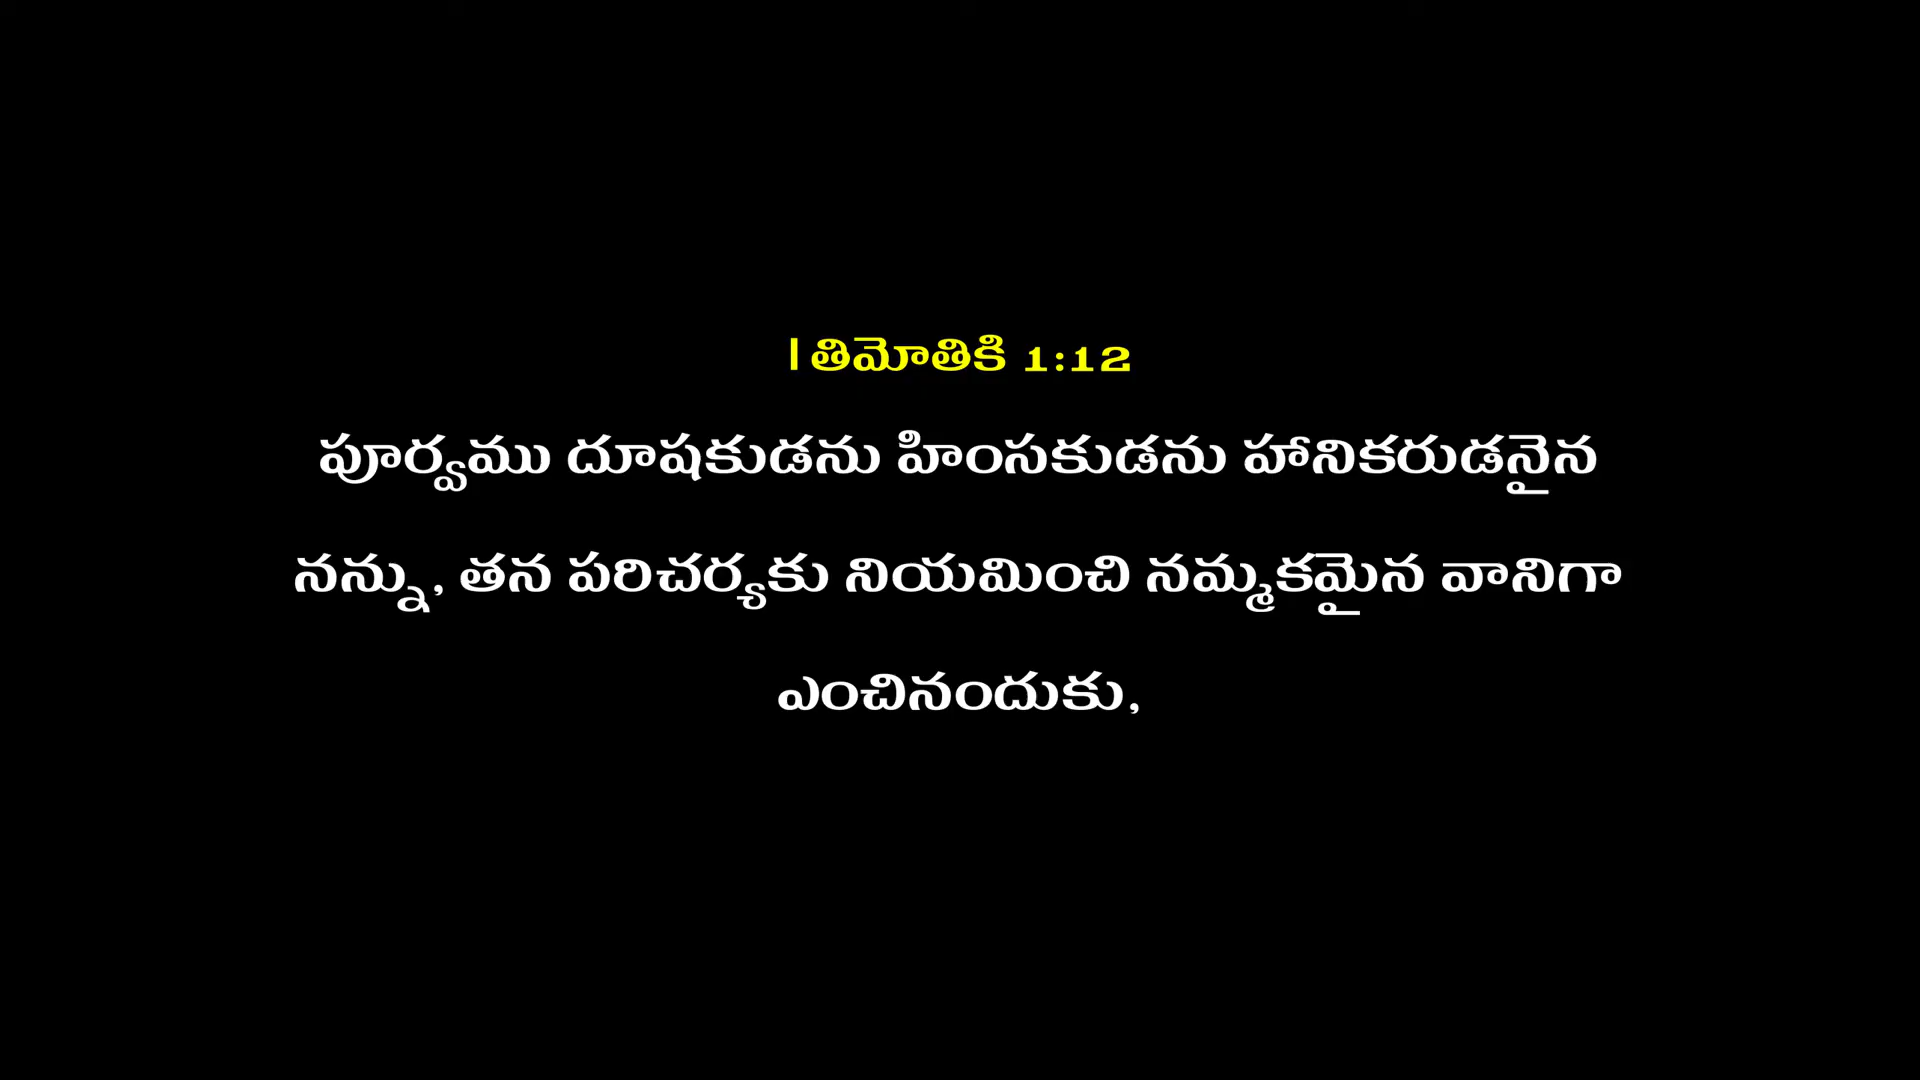 I తిమోతికి 1:12
పూర్వము దూషకుడను హింసకుడను హానికరుడనైన
నన్ను, తన పరిచర్యకు నియమించి నమ్మకమైన వానిగా
ఎంచినందుకు,